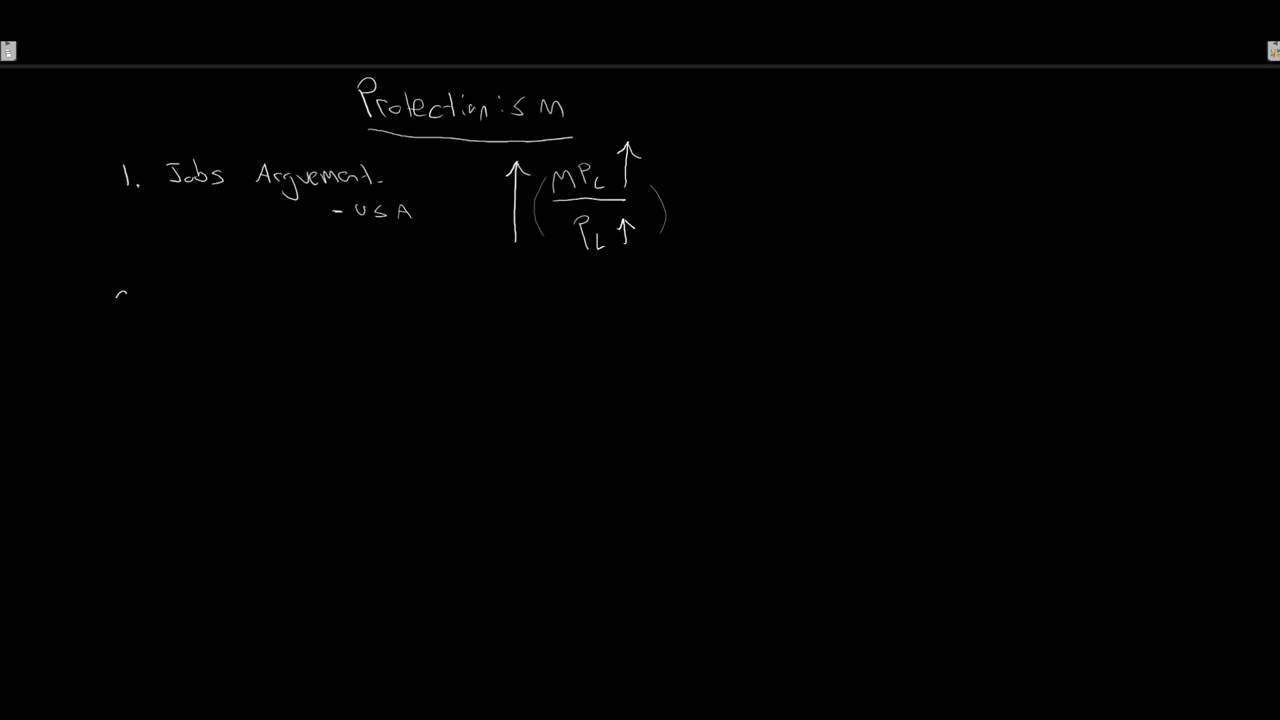 Protectionism
1. Jobs Arguement.
- USA
↑ ( MPL ↑
PL ↑ )